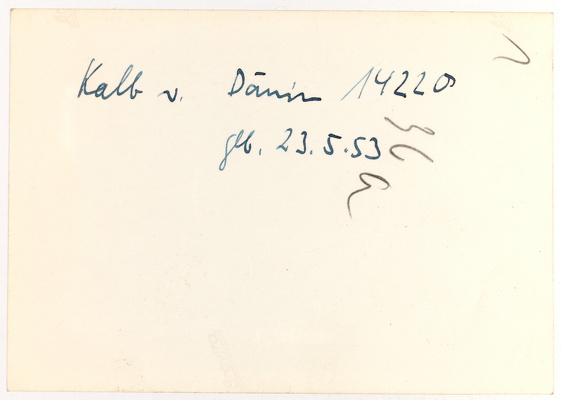 Kalb v. Dänin 14220
geb. 23.5.53